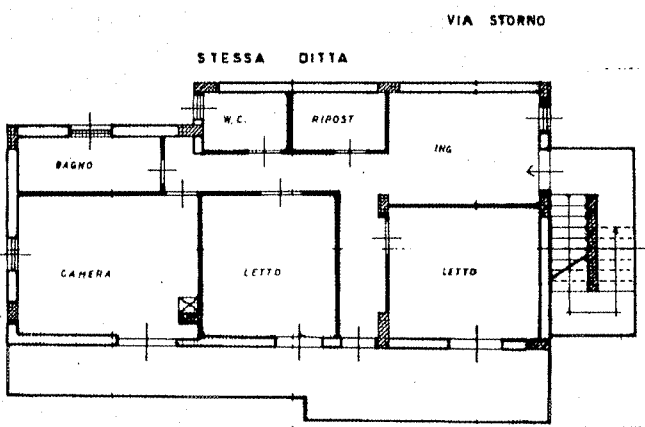 VIA STORNO
STESSA DITTA
W.C.
RIPOST
ING
BAGNO
CAMERA
LETTO
LETTO